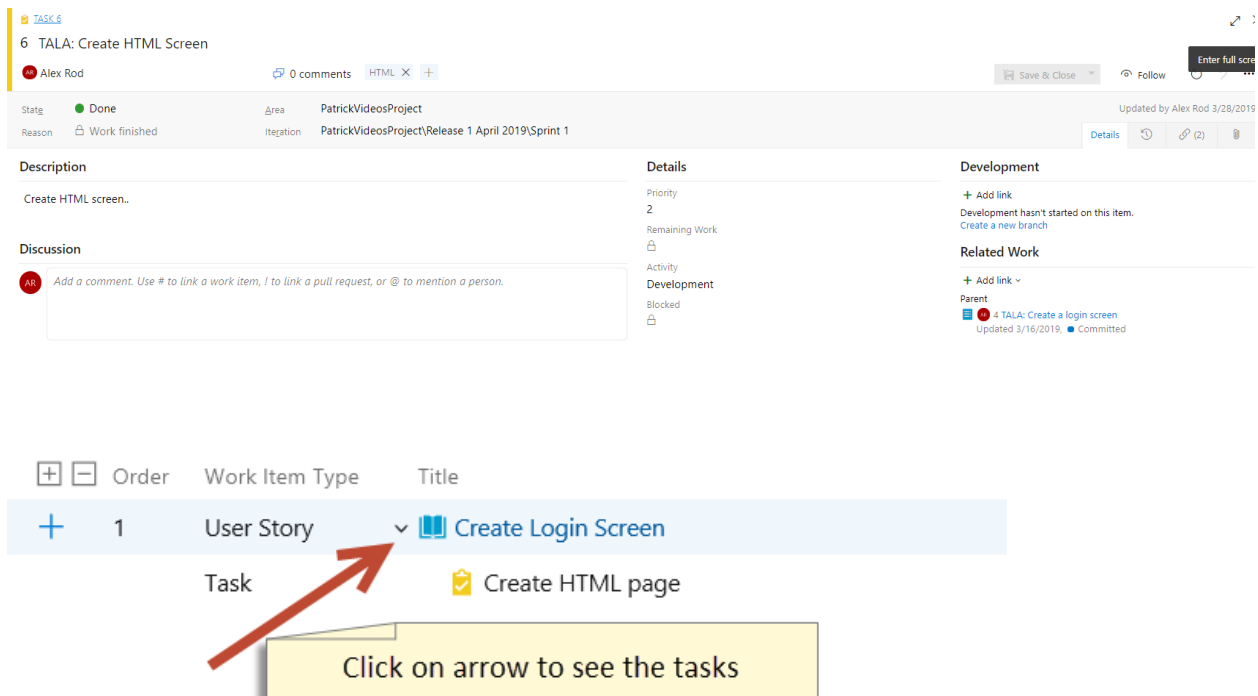 TASK 6
6 TALA: Create HTML Screen
Enter full scre
AR Alex Rod 0 comments HTML Save & Close Follow
State Done Area PatrickVideosProject Updated by Alex Rod 3/28/2019
Reason Work finished Iteration PatrickVideosProject\Release 1 April 2019\Sprint 1
Details (2)
Description
Create HTML screen..
Discussion
AR Add a comment. Use # to link a work item, ! to link a pull request, or @ to mention a person.
Details
Priority
2
Remaining Work
Activity
Development
Blocked
Development
+ Add link
Development hasn't started on this item.
Create a new branch
Related Work
+ Add link
Parent
AR 4 TALA: Create a login screen
Updated 3/16/2019, Committed
Order Work Item Type Title
1 User Story Create Login Screen
Task Create HTML page
Click on arrow to see the tasks